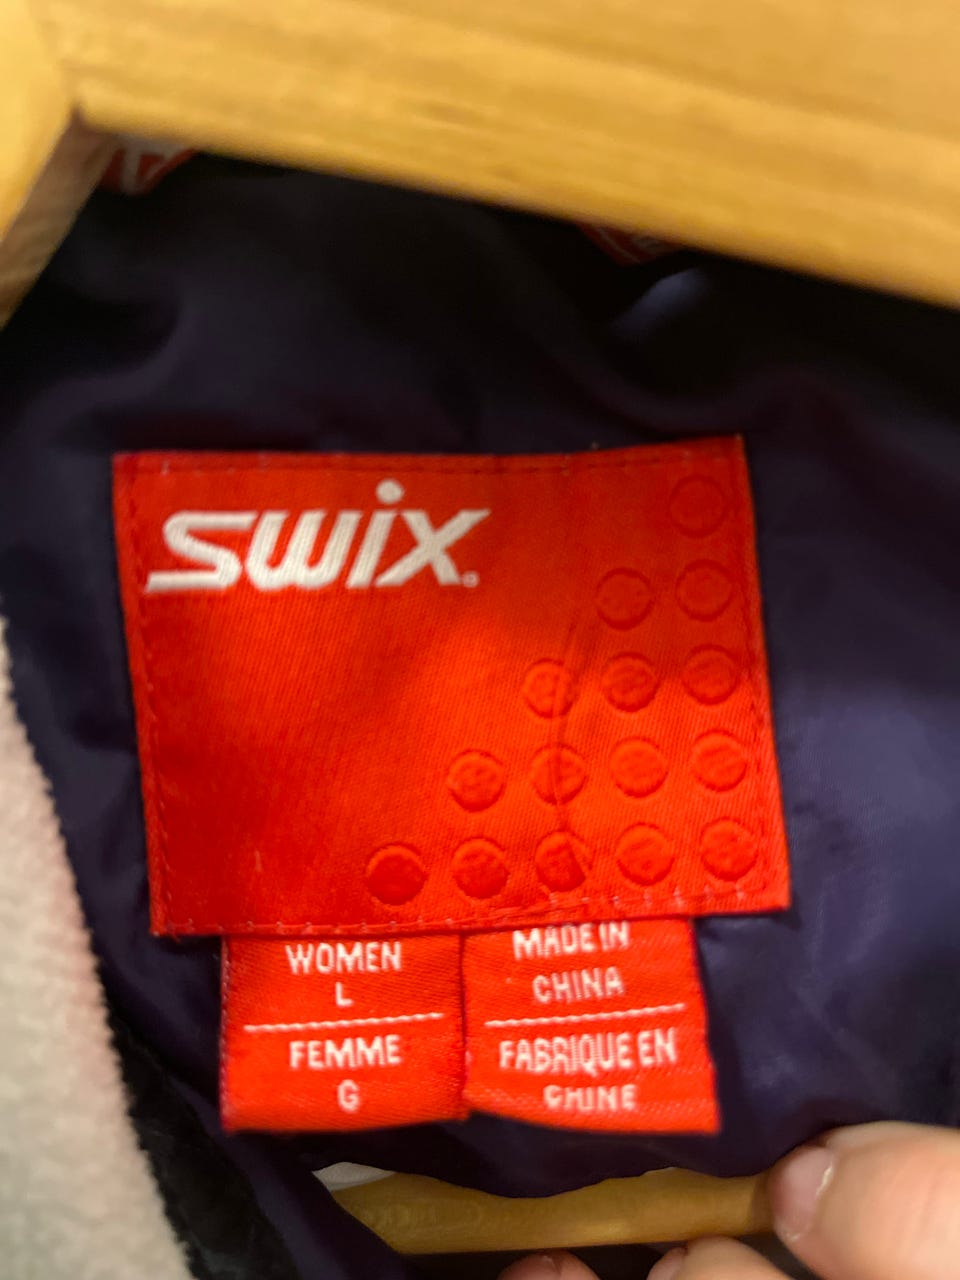 swix
WOMEN
L
FEMME
G
MADE IN
CHINA
FABRIQUE EN
CHINE